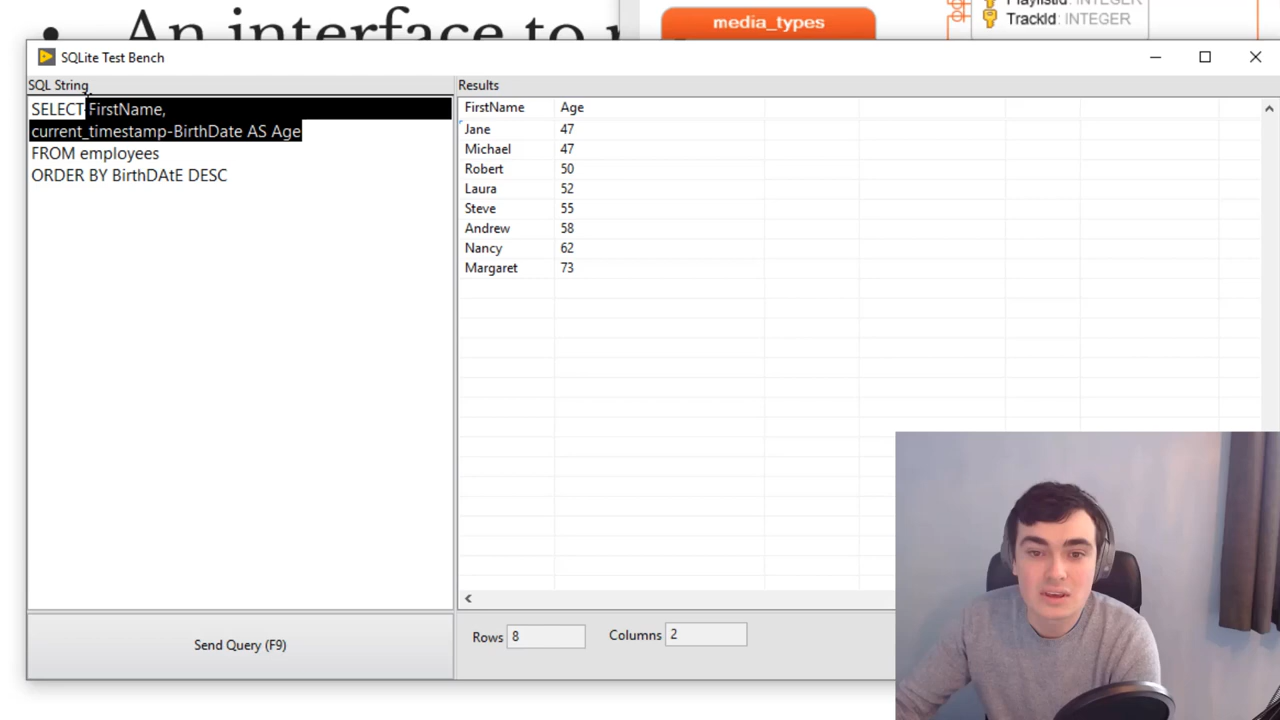 • An interface to
media_types
PlaylistId: INTEGER
TrackId: INTEGER
SQLite Test Bench
SQL String
Results
SELECT FirstName,
current_timestamp-BirthDate AS Age
FROM employees
ORDER BY BirthDAtE DESC
FirstName Age
Jane 47
Michael 47
Robert 50
Laura 52
Steve 55
Andrew 58
Nancy 62
Margaret 73
Send Query (F9)
Rows 8
Columns 2